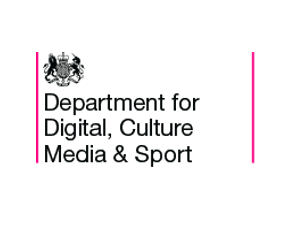 Department for
Digital, Culture
Media & Sport